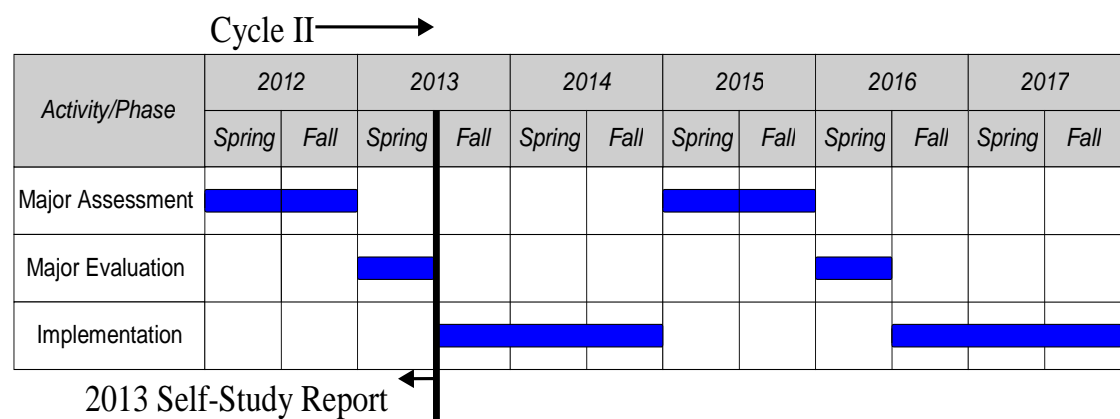 Cycle II
Activity/Phase 2012 2013 2014 2015 2016 2017
Spring Fall Spring Fall Spring Fall Spring Fall Spring Fall Spring Fall
Major Assessment
Major Evaluation
Implementation
2013 Self-Study Report